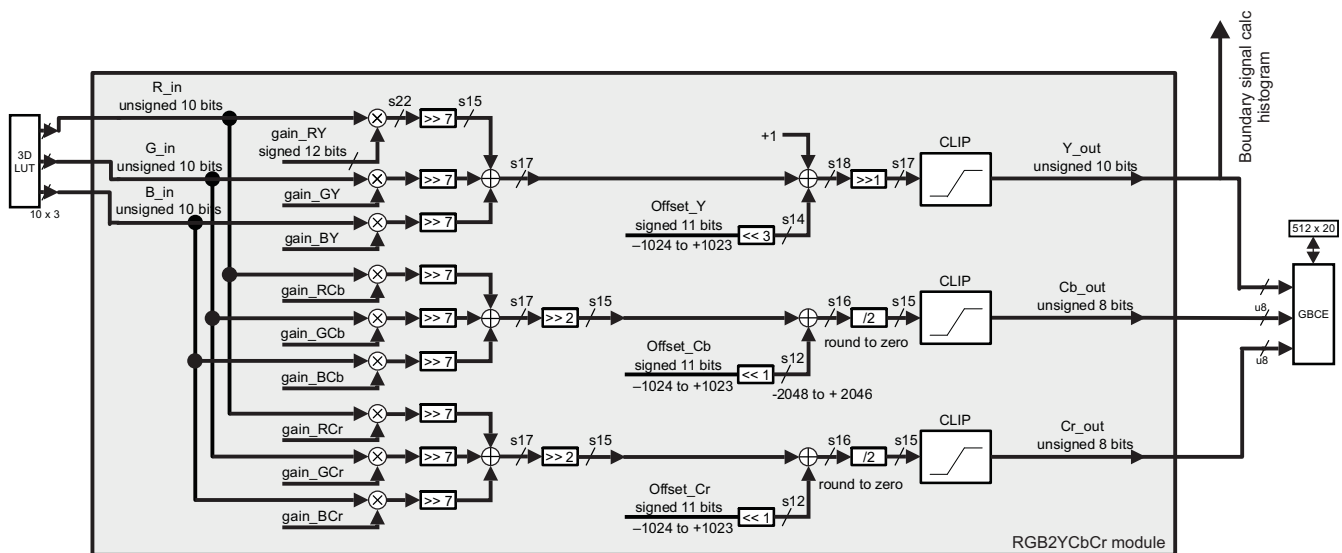 R_in
unsigned 10 bits
s22
>> 7
s15
gain_RY
signed 12 bits
3D
LUT
10 x 3
G_in
unsigned 10 bits
>> 7
gain_GY
B_in
unsigned 10 bits
>> 7
gain_BY
s17
+1
s18
>>1
s17
CLIP
Y_out
unsigned 10 bits
Boundary signal calc
histogram
Offset_Y
signed 11 bits
–1024 to +1023
<< 3
s14
gain_RCb
>> 7
gain_GCb
>> 7
gain_BCb
>> 7
s17
>> 2
s15
s16
/2
s15
round to zero
CLIP
Cb_out
unsigned 8 bits
Offset_Cb
signed 11 bits
–1024 to +1023
<< 1
s12
-2048 to + 2046
512 x 20
GBCE
u8
u8
gain_RCr
>> 7
gain_GCr
>> 7
gain_BCr
>> 7
s17
>> 2
s15
s16
/2
s15
round to zero
CLIP
Cr_out
unsigned 8 bits
Offset_Cr
signed 11 bits
–1024 to +1023
<< 1
s12
RGB2YCbCr module